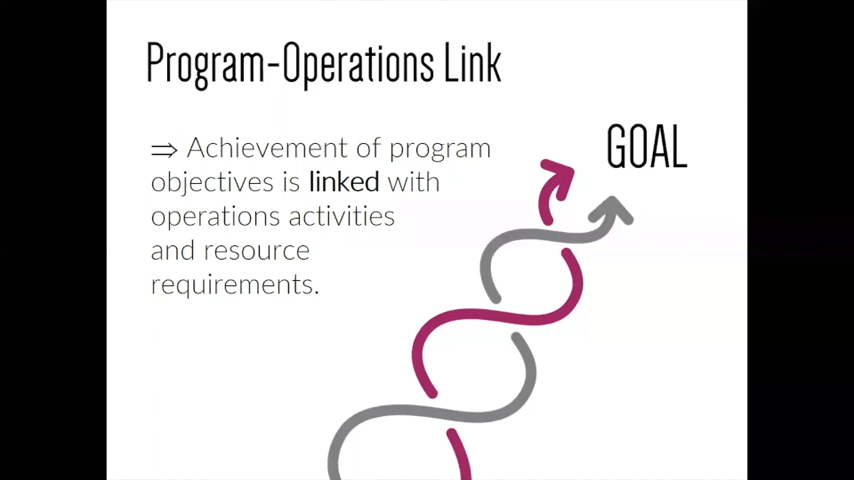 Program-Operations Link
GOAL
⇒ Achievement of program
objectives is linked with
operations activities
and resource
requirements.